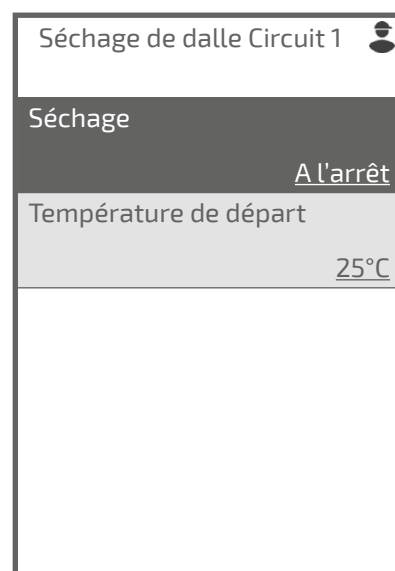 Séchage de dalle Circuit 1
Séchage
A l’arrêt
Température de départ
25°C